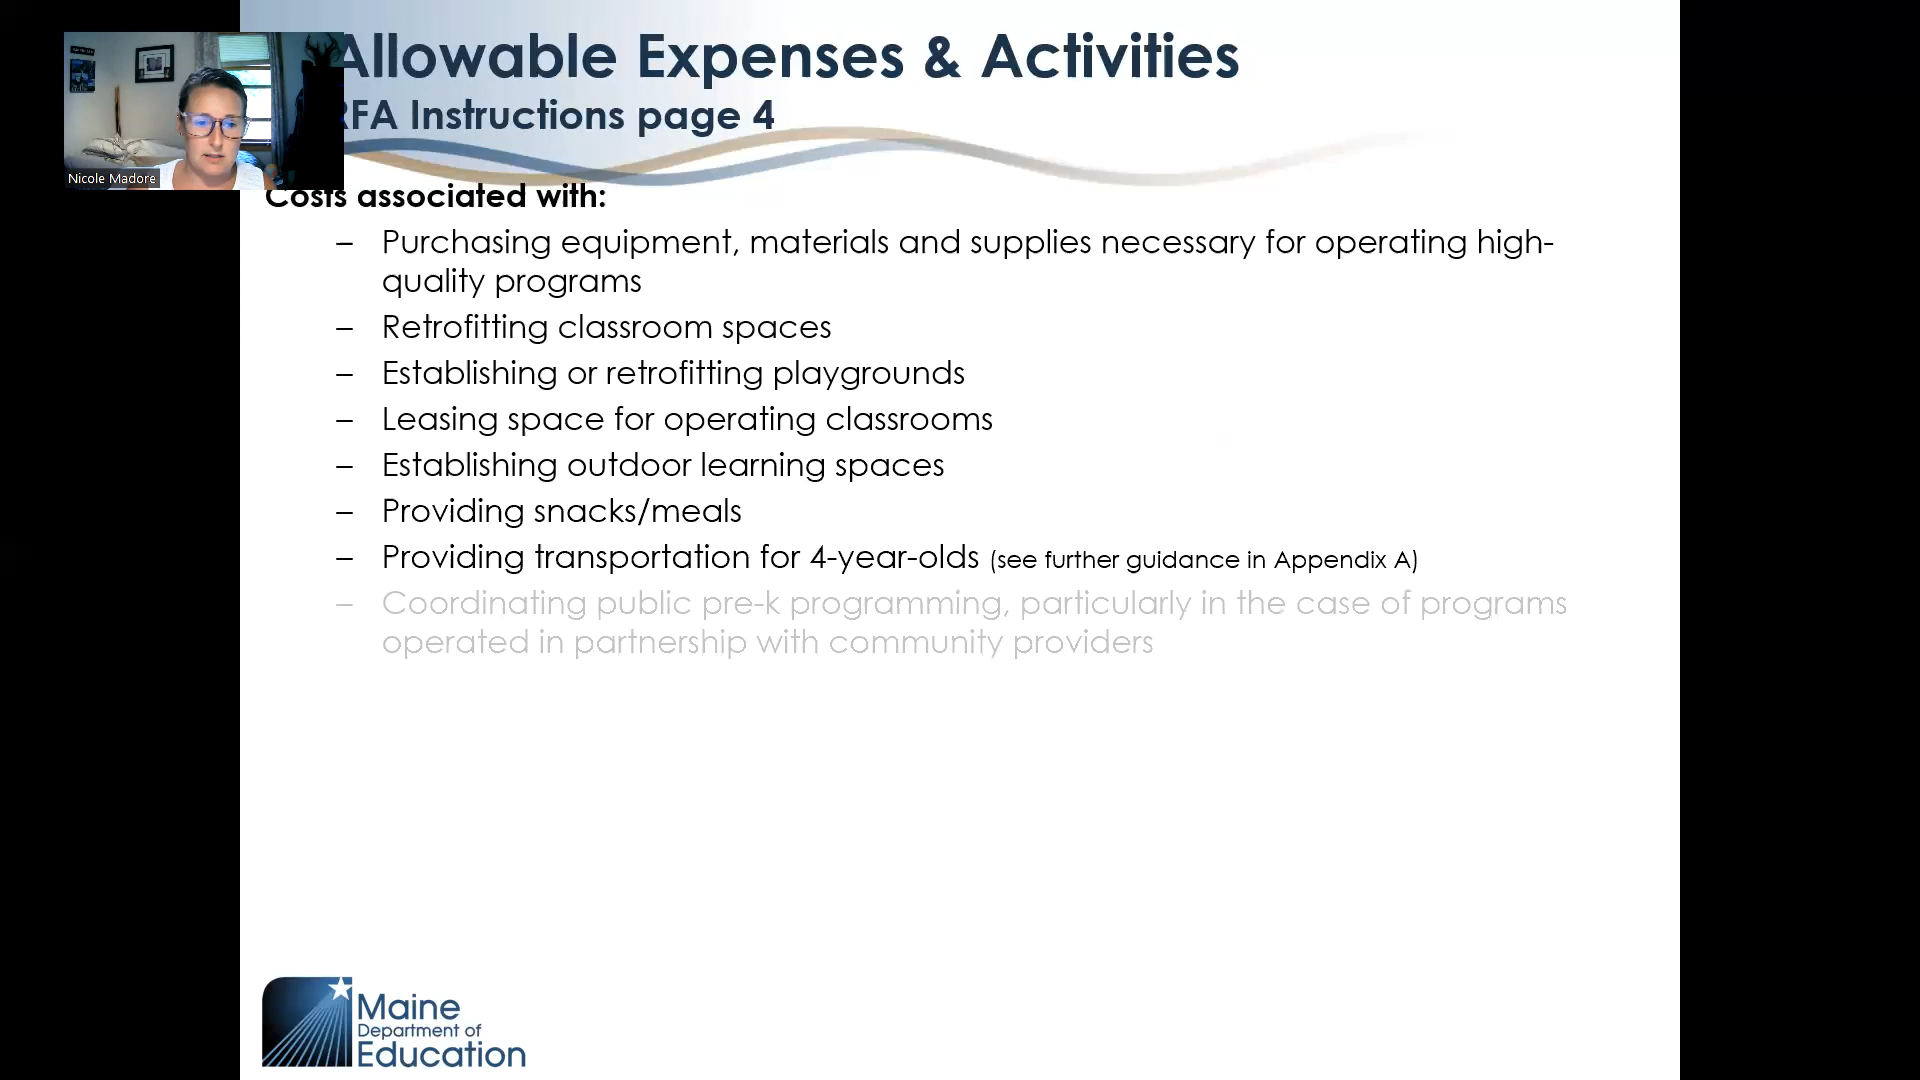 Allowable Expenses & Activities
RFA Instructions page 4
Nicole Madore
Costs associated with:
– Purchasing equipment, materials and supplies necessary for operating high-
quality programs
– Retrofitting classroom spaces
– Establishing or retrofitting playgrounds
– Leasing space for operating classrooms
– Establishing outdoor learning spaces
– Providing snacks/meals
– Providing transportation for 4-year-olds (see further guidance in Appendix A)
– Coordinating public pre-k programming, particularly in the case of programs
operated in partnership with community providers
Maine
Department of
Education